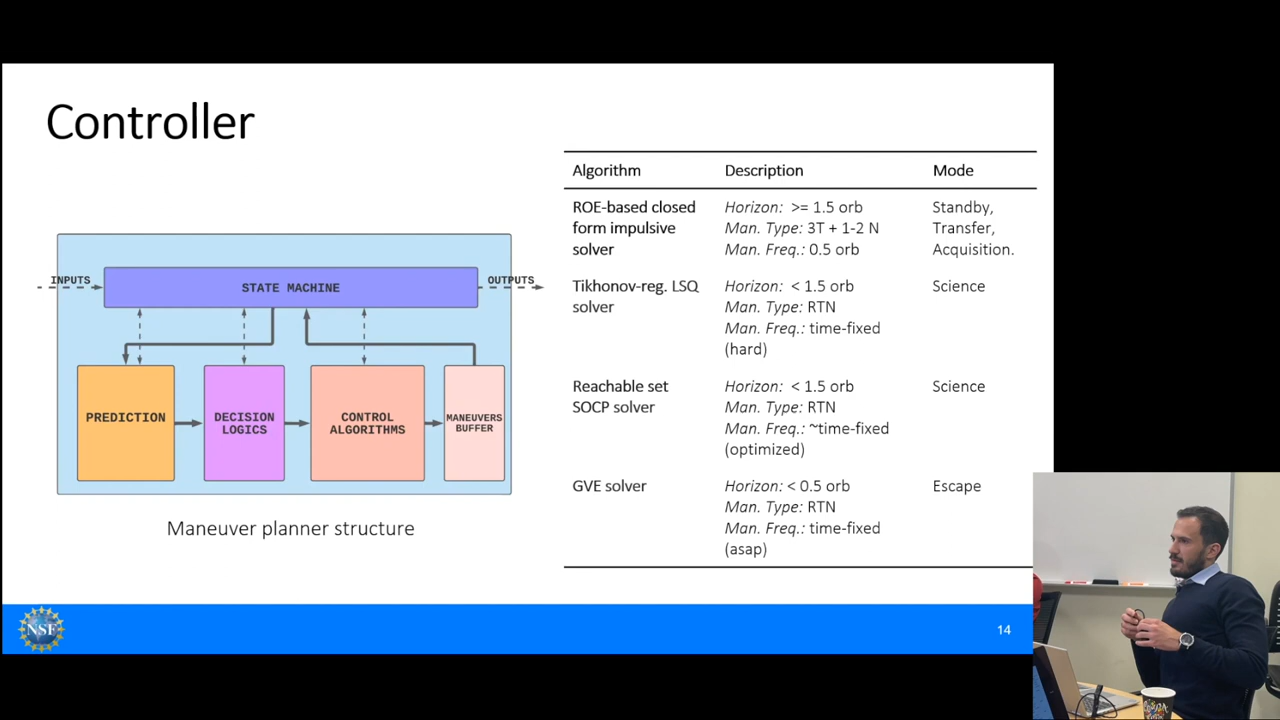 Controller
INPUTS
OUTPUTS
STATE MACHINE
PREDICTION
DECISION
LOGICS
CONTROL
ALGORITHMS
MANEUVERS
BUFFER
Maneuver planner structure
Algorithm Description Mode
ROE-based closed Horizon: >= 1.5 orb Standby,
form impulsive Man. Type: 3T + 1-2 N Transfer,
solver Man. Freq.: 0.5 orb Acquisition.
Tikhonov-reg. LSQ Horizon: < 1.5 orb Science
solver Man. Type: RTN
Man. Freq.: time-fixed
(hard)
Reachable set Horizon: < 1.5 orb Science
SOCP solver Man. Type: RTN
Man. Freq.: ~time-fixed
(optimized)
GVE solver Horizon: < 0.5 orb Escape
Man. Type: RTN
Man. Freq.: time-fixed
(asap)
NSF
14